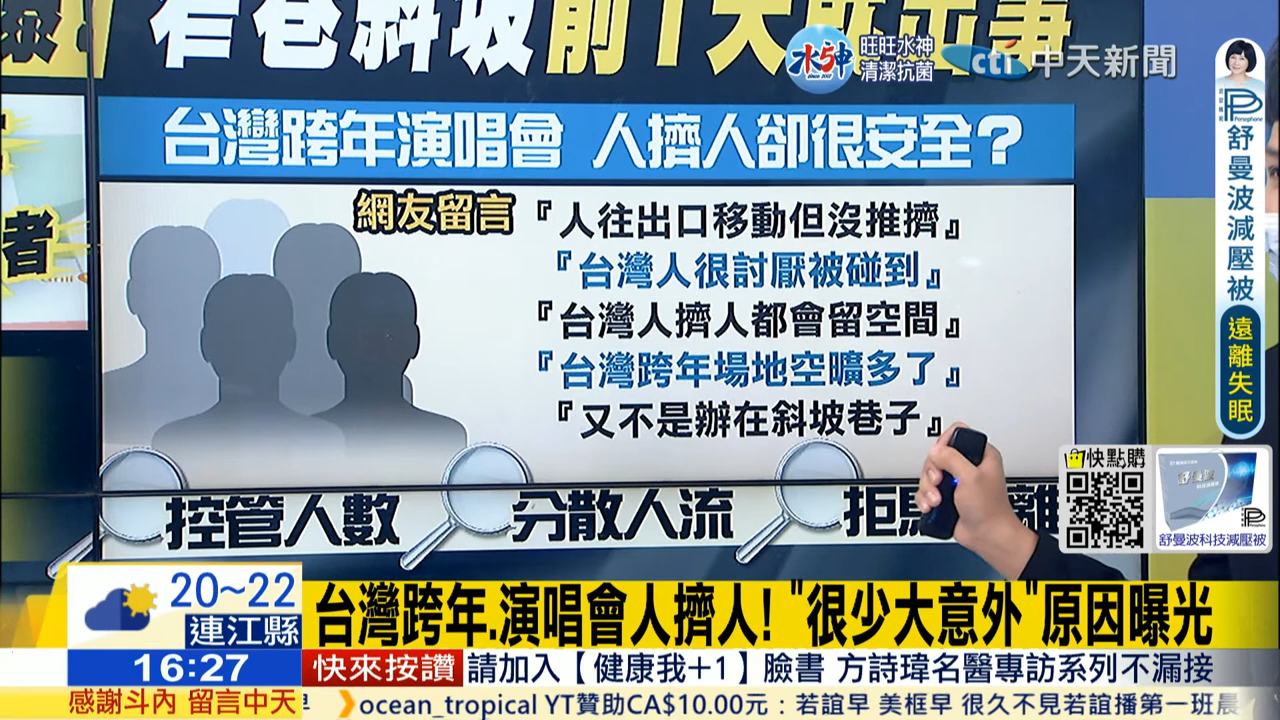 斜坡前1天
水神
旺旺水神
清潔抗菌
cti 中天新聞
台灣跨年演唱會 人擠人卻很安全?
網友留言
『人往出口移動但沒推擠』
『台灣人很討厭被碰到』
『台灣人擠人都會留空間』
『台灣跨年場地空曠多了』
『又不是辦在斜坡巷子』
者
控管人數
分散人流
拒
離
Persephone
舒曼波減壓被
遠離失眠
快點購
舒曼波科技減壓被
20~22
連江縣
16:27
台灣跨年.演唱會人擠人!"很少大意外"原因曝光
快來按讚 請加入【健康我+1】臉書 方詩瑋名醫專訪系列不漏接
感謝斗內 留言中天
ocean_tropical YT贊助CA$10.00元：若誼早 美框早 很久不見若誼播第一班晨